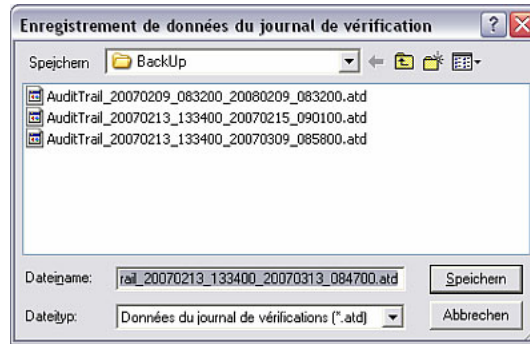 Enregistrement de données du journal de vérification
Speichern BackUp
AuditTrail_20070209_083200_20080209_083200.atd
AuditTrail_20070213_133400_20070215_090100.atd
AuditTrail_20070213_133400_20070309_085800.atd
Dateiname: rail_20070213_133400_20070313_084700.atd Speichern
Dateityp: Données du journal de vérifications (*.atd) Abbrechen